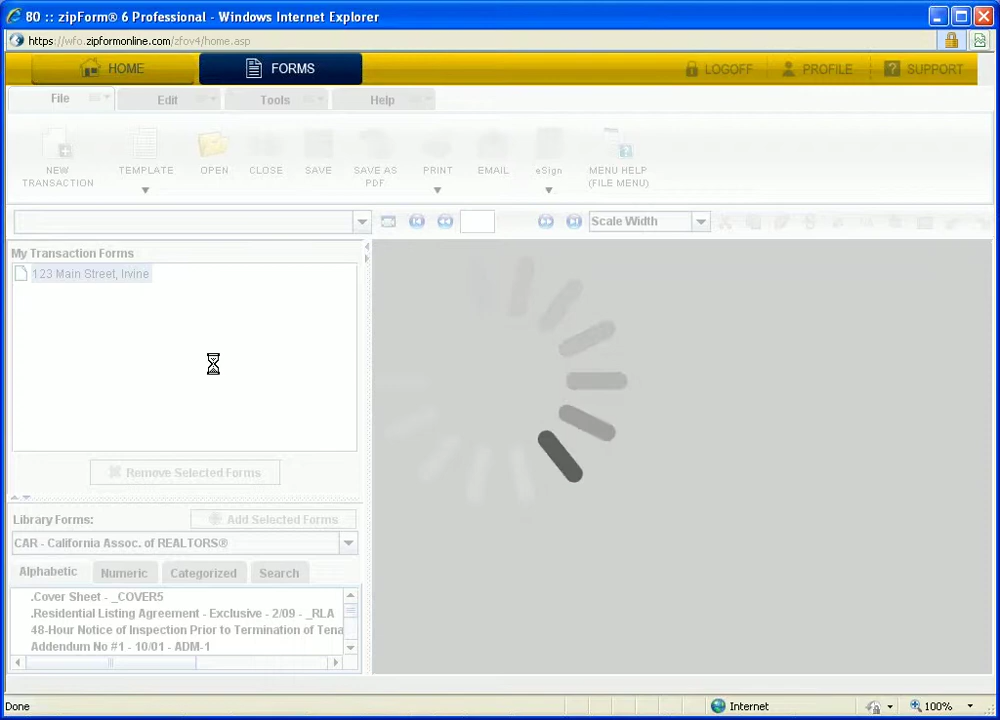 80 :: zipForm® 6 Professional - Windows Internet Explorer
https://wfo.zipformonline.com/zfov4/home.asp
HOME FORMS LOGOFF PROFILE ? SUPPORT
File Edit Tools Help
NEW TRANSACTION
TEMPLATE
OPEN
CLOSE
SAVE
SAVE AS PDF
PRINT
EMAIL
eSign
MENU HELP (FILE MENU)
Scale Width
My Transaction Forms
123 Main Street, Irvine
Remove Selected Forms
Library Forms: Add Selected Forms
CAR - California Assoc. of REALTORS®
Alphabetic Numeric Categorized Search
.Cover Sheet - _COVER5
.Residential Listing Agreement - Exclusive - 2/09 - _RLA
48-Hour Notice of Inspection Prior to Termination of Tena
Addendum No #1 - 10/01 - ADM-1
Done Internet 100%